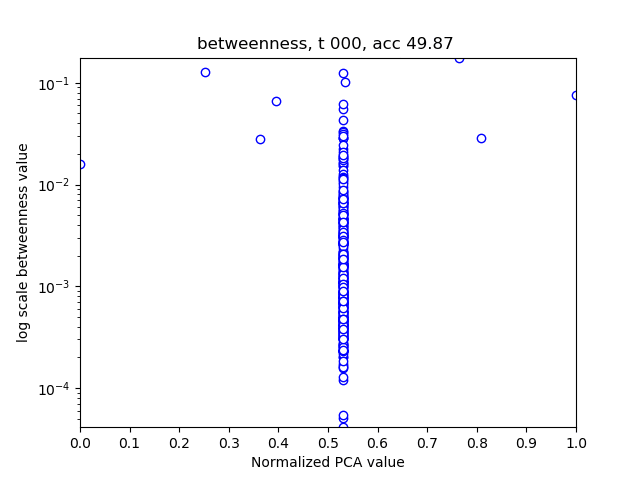 betweenness, t 000, acc 49.87
log scale betweenness value
10⁻¹
10⁻²
10⁻³
10⁻⁴
0.0 0.1 0.2 0.3 0.4 0.5 0.6 0.7 0.8 0.9 1.0
Normalized PCA value